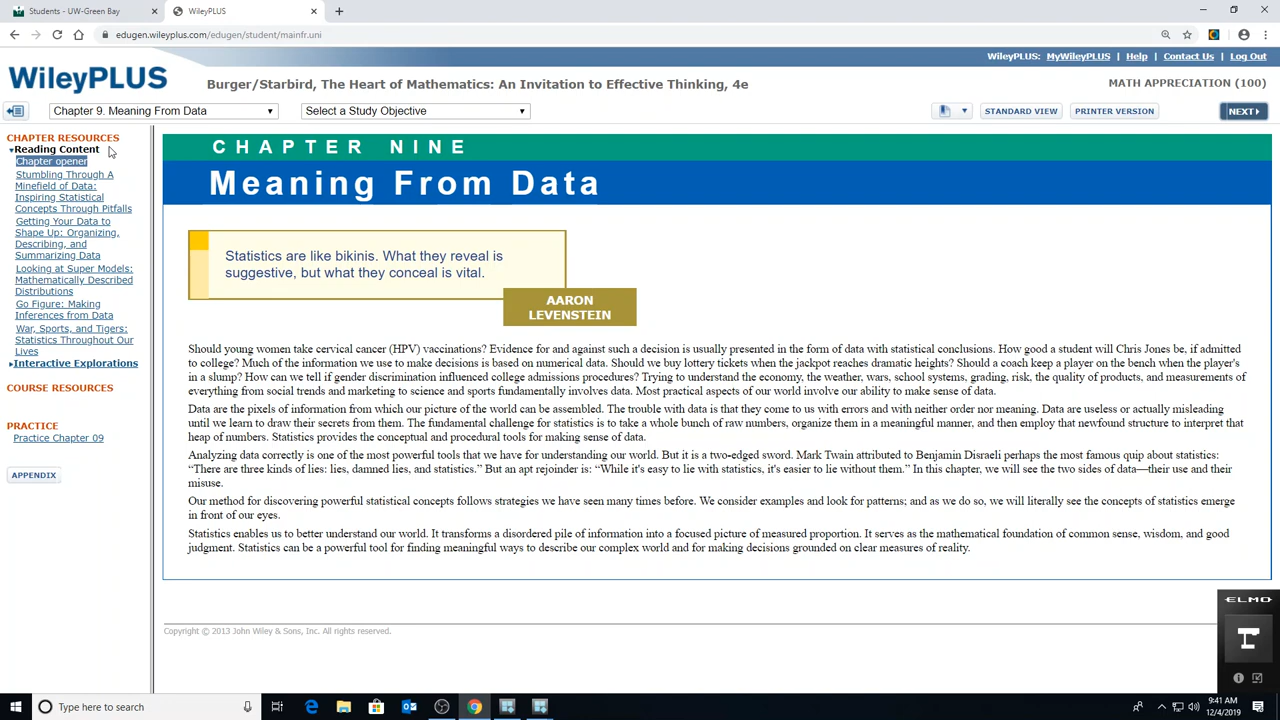 Students - UW-Green Bay
WileyPLUS
edugen.wileyplus.com/edugen/student/mainfr.uni
WileyPLUS: MyWileyPLUS | Help | Contact Us | Log Out
WileyPLUS
Burger/Starbird, The Heart of Mathematics: An Invitation to Effective Thinking, 4e
MATH APPRECIATION (100)
Chapter 9. Meaning From Data
Select a Study Objective
STANDARD VIEW
PRINTER VERSION
NEXT
CHAPTER RESOURCES
Reading Content
Chapter opener
Stumbling Through A
Minefield of Data:
Inspiring Statistical
Concepts Through Pitfalls
Getting Your Data to
Shape Up: Organizing,
Describing, and
Summarizing Data
Looking at Super Models:
Mathematically Described
Distributions
Go Figure: Making
Inferences from Data
War, Sports, and Tigers:
Statistics Throughout Our
Lives
Interactive Explorations
COURSE RESOURCES
PRACTICE
Practice Chapter 09
APPENDIX
CHAPTER NINE
Meaning From Data
Statistics are like bikinis. What they reveal is
suggestive, but what they conceal is vital.
AARON
LEVENSTEIN
Should young women take cervical cancer (HPV) vaccinations? Evidence for and against such a decision is usually presented in the form of data with statistical conclusions. How good a student will Chris Jones be, if admitted
to college? Much of the information we use to make decisions is based on numerical data. Should we buy lottery tickets when the jackpot reaches dramatic heights? Should a coach keep a player on the bench when the player's
in a slump? How can we tell if gender discrimination influenced college admissions procedures? Trying to understand the economy, the weather, wars, school systems, grading, risk, the quality of products, and measurements of
everything from social trends and marketing to science and sports fundamentally involves data. Most practical aspects of our world involve our ability to make sense of data.
Data are the pixels of information from which our picture of the world can be assembled. The trouble with data is that they come to us with errors and with neither order nor meaning. Data are useless or actually misleading
until we learn to draw their secrets from them. The fundamental challenge for statistics is to take a whole bunch of raw numbers, organize them in a meaningful manner, and then employ that newfound structure to interpret that
heap of numbers. Statistics provides the conceptual and procedural tools for making sense of data.
Analyzing data correctly is one of the most powerful tools that we have for understanding our world. But it is a two-edged sword. Mark Twain attributed to Benjamin Disraeli perhaps the most famous quip about statistics:
“There are three kinds of lies: lies, damned lies, and statistics.” But an apt rejoinder is: “While it's easy to lie with statistics, it's easier to lie without them.” In this chapter, we will see the two sides of data—their use and their
misuse.
Our method for discovering powerful statistical concepts follows strategies we have seen many times before. We consider examples and look for patterns; and as we do so, we will literally see the concepts of statistics emerge
in front of our eyes.
Statistics enables us to better understand our world. It transforms a disordered pile of information into a focused picture of measured proportion. It serves as the mathematical foundation of common sense, wisdom, and good
judgment. Statistics can be a powerful tool for finding meaningful ways to describe our complex world and for making decisions grounded on clear measures of reality.
Copyright © 2013 John Wiley & Sons, Inc. All rights reserved.
ELMO
Type here to search
9:41 AM
12/4/2019